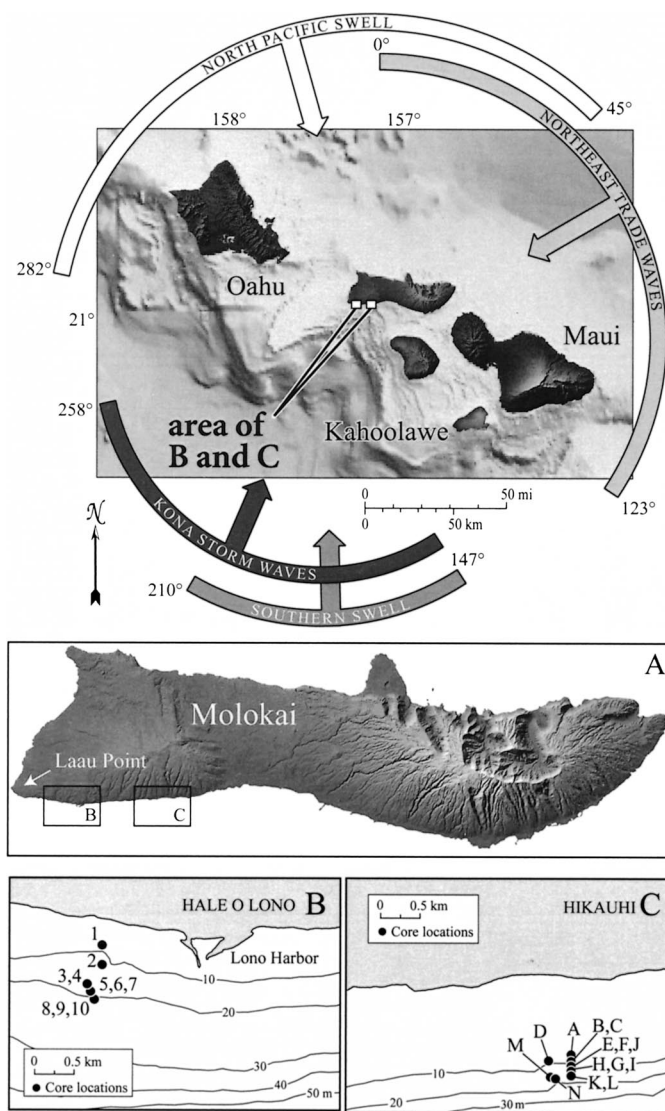 NORTH PACIFIC SWELL
0°
45°
158°
157°
NORTHEAST TRADE WAVES
282°
Oahu
21°
Maui
258°
area of
B and C
Kahoolawe
0 50 mi
0 50 km
123°
N
KONA STORM WAVES
147°
210°
SOUTHERN SWELL
A
Molokai
Laau Point
B
C
HALE O LONO
B
1
Lono Harbor
2
10
3,4
5,6,7
20
8,9,10
0 0.5 km
Core locations
30
40
50 m
C
0 0.5 km
Core locations
HIKAUHI
A
B,C
D
E,F,J
10
M
H,G,I
K,L
20
N
30 m